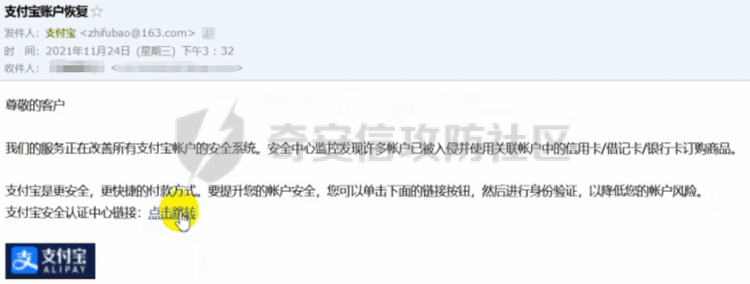 支付宝账户恢复
发件人：支付宝 <zhifubao@163.com>
时 间：2021年11月24日 (星期三) 下午3：32
收件人：
尊敬的客户
我们的服务正在改善所有支付宝帐户的安全系统。安全中心监控发现许多帐户已被入侵并使用关联帐户中的信用卡/借记卡/银行卡订购商品。
支付宝是更安全，更快捷的付款方式。要提升您的帐户安全，您可以单击下面的链接按钮，然后进行身份验证，以降低您的帐户风险。
支付宝安全认证中心链接：点击跳转
支付宝
ALIPAY
奇安信攻防社区